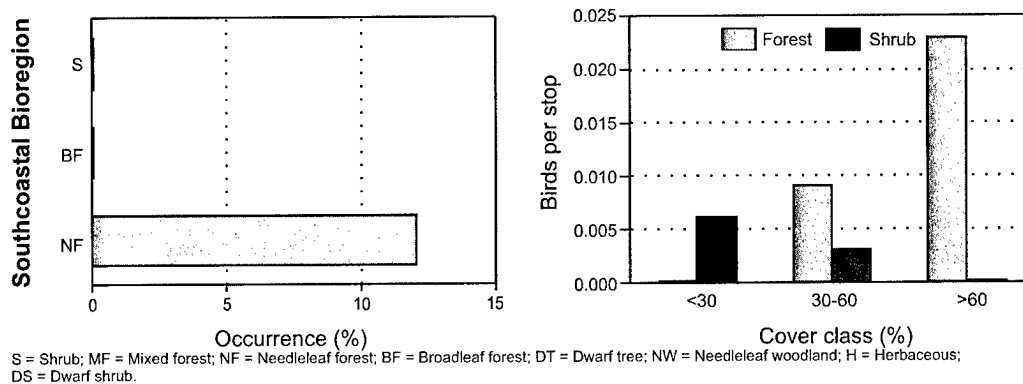 Southcoastal Bioregion
S
BF
NF
0
5
10
15
Occurrence (%)
Birds per stop
0.025
0.020
0.015
0.010
0.005
0.000
Forest
Shrub
<30
30-60
>60
Cover class (%)
S = Shrub; MF = Mixed forest; NF = Needleleaf forest; BF = Broadleaf forest; DT = Dwarf tree; NW = Needleleaf woodland; H = Herbaceous;
DS = Dwarf shrub.